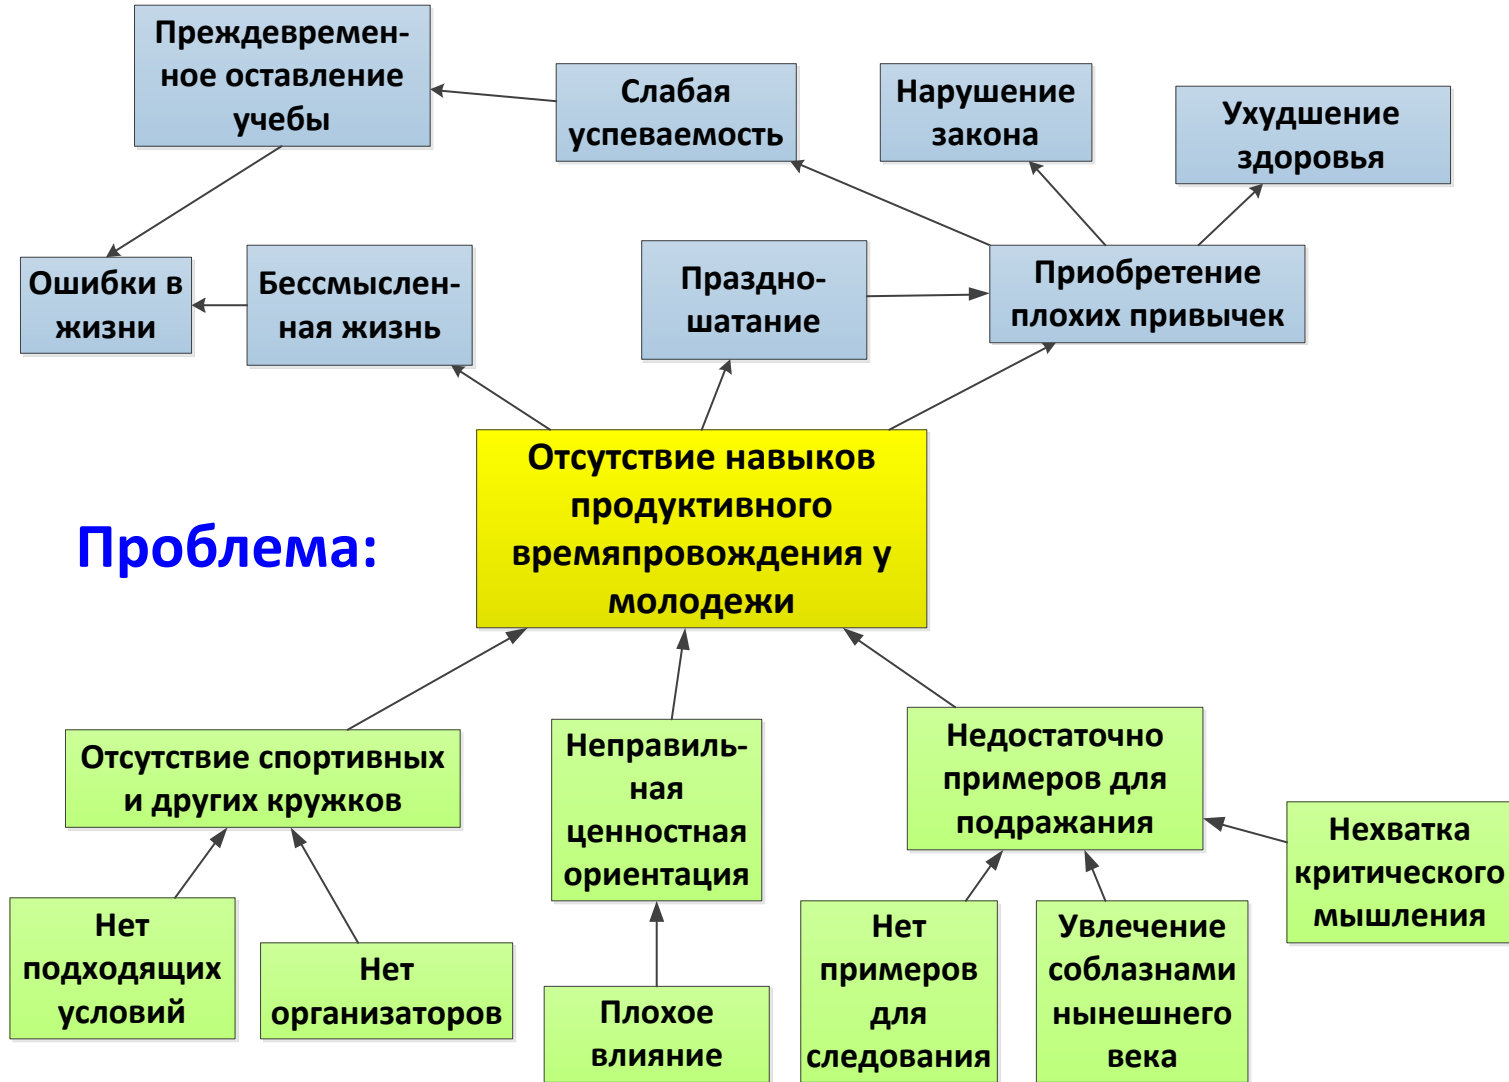 Преждевремен-
ное оставление
учебы
Слабая
успеваемость
Нарушение
закона
Ухудшение
здоровья
Ошибки в
жизни
Бессмыслен-
ная жизнь
Праздно-
шатание
Приобретение
плохих привычек
Проблема:
Отсутствие навыков
продуктивного
времяпровождения у
молодежи
Отсутствие спортивных
и других кружков
Неправиль-
ная
ценностная
ориентация
Недостаточно
примеров для
подражания
Нехватка
критического
мышления
Нет
подходящих
условий
Нет
организаторов
Плохое
влияние
Нет
примеров
для
следования
Увлечение
соблазнами
нынешнего
века